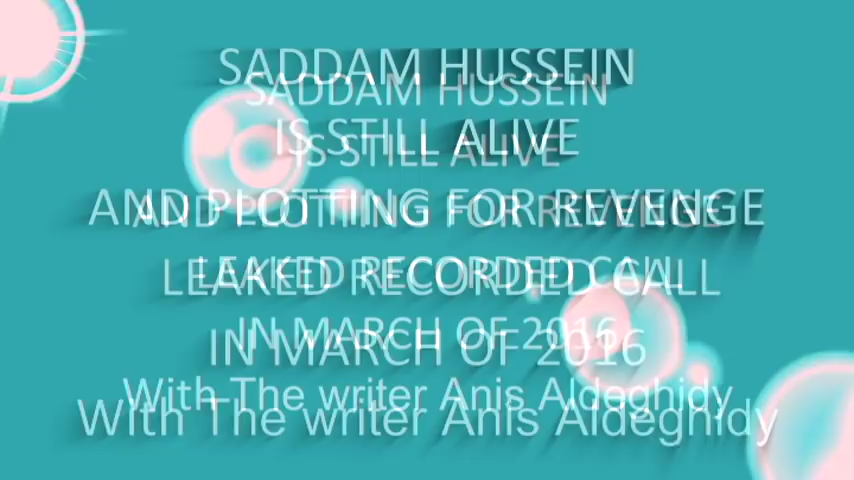 SADDAM HUSSEIN
IS STILL ALIVE
AND PLOTTING FOR REVENGE
LEAKED RECORDED CALL
IN MARCH OF 2016
With The writer Anis Aldeghidy